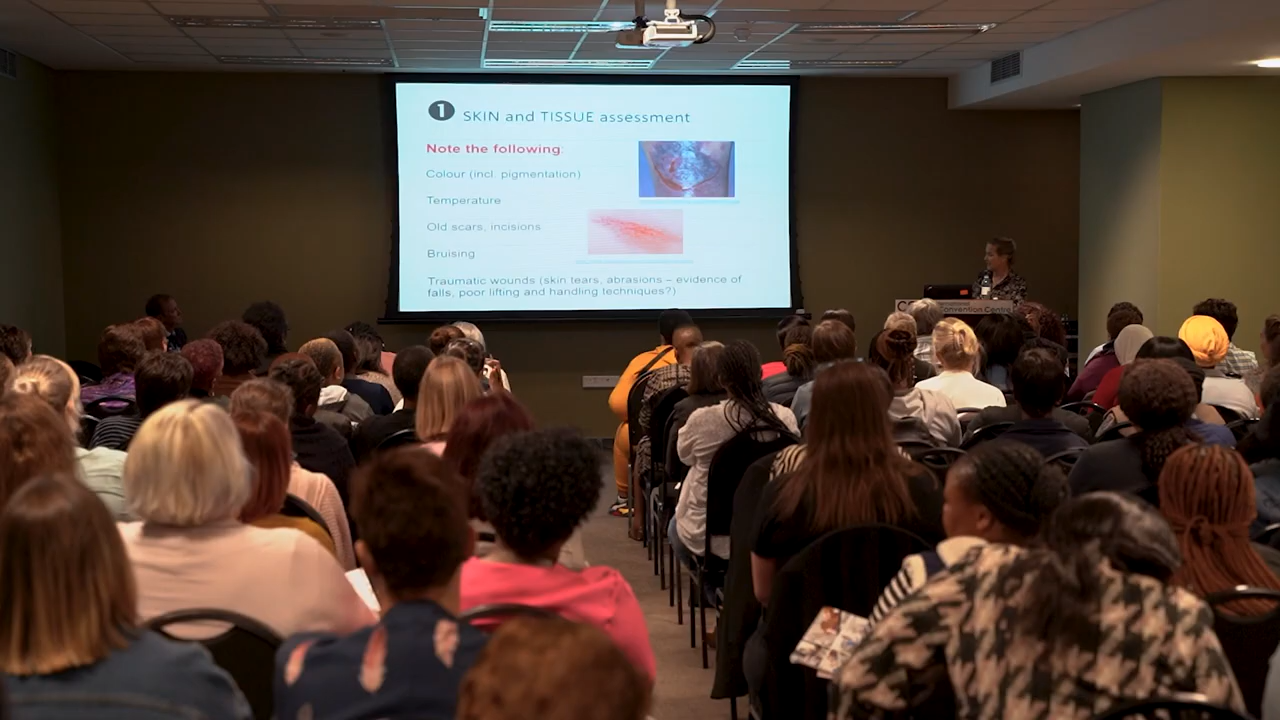 1 SKIN and TISSUE assessment
Note the following:
Colour (incl. pigmentation)
Temperature
Old scars, incisions
Bruising
Traumatic wounds (skin tears, abrasions – evidence of
falls, poor lifting and handling techniques?)
International
Convention Centre